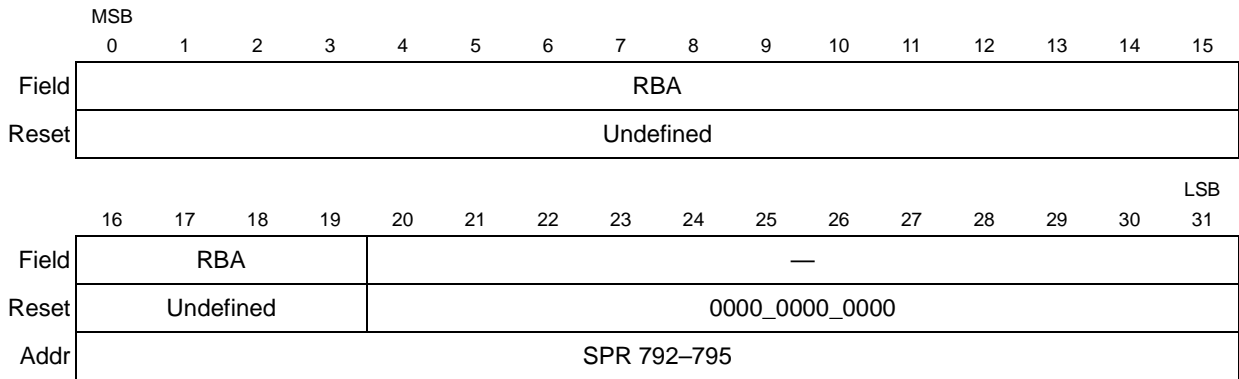 MSB
0 1 2 3 4 5 6 7 8 9 10 11 12 13 14 15
Field RBA
Reset Undefined
LSB
16 17 18 19 20 21 22 23 24 25 26 27 28 29 30 31
Field RBA —
Reset Undefined 0000_0000_0000
Addr SPR 792–795